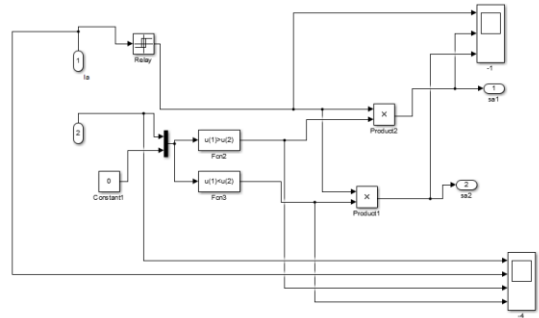 1
Ia
Relay
-1
1
sa1
×
Product2
2
u(1)>u(2)
Fcn2
0
Constant1
u(1)<u(2)
Fcn3
×
Product1
2
sa2
-4